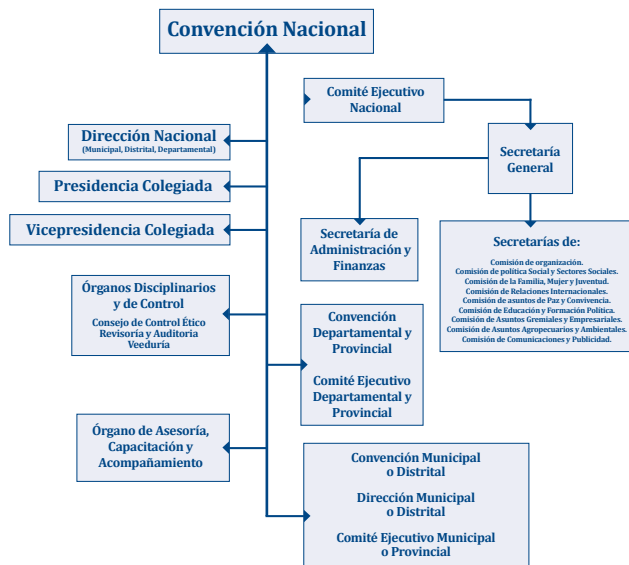 Convención Nacional
Comité Ejecutivo
Nacional
Dirección Nacional
(Municipal, Distrital, Departamental)
Secretaría
General
Presidencia Colegiada
Vicepresidencia Colegiada
Secretaría de
Administración y
Finanzas
Secretarías de:
Comisión de organización.
Comisión de política Social y Sectores Sociales.
Comisión de la Familia, Mujer y Juventud.
Comisión de Relaciones Internacionales.
Comisión de asuntos de Paz y Convivencia.
Comisión de Educación y Formación Política.
Comisión de Asuntos Gremiales y Empresariales.
Comisión de Asuntos Agropecuarios y Ambientales.
Comisión de Comunicaciones y Publicidad.
Órganos Disciplinarios
y de Control
Consejo de Control Ético
Revisoría y Auditoria
Veeduría
Convención
Departamental y
Provincial
Comité Ejecutivo
Departamental y
Provincial
Órgano de Asesoría,
Capacitación y
Acompañamiento
Convención Municipal
o Distrital
Dirección Municipal
o Distrital
Comité Ejecutivo Municipal
o Provincial